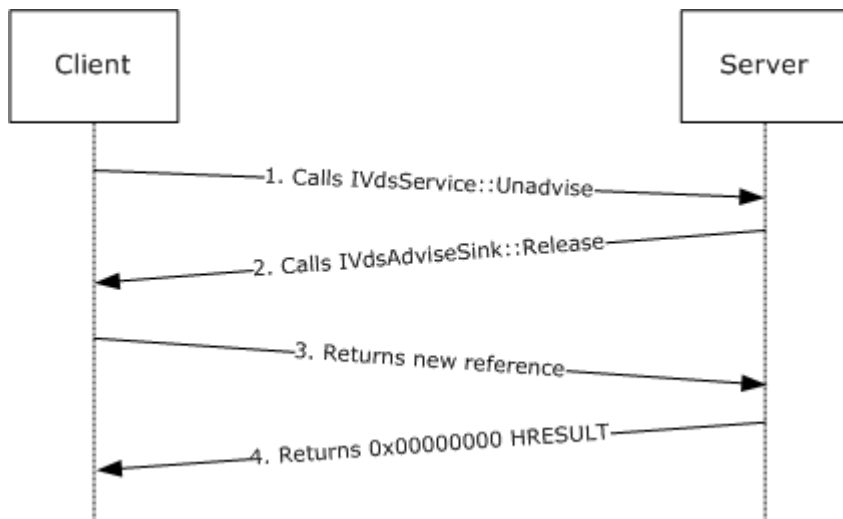 Client
Server
1. Calls IVdsService::Unadvise
2. Calls IVdsAdviseSink::Release
3. Returns new reference
4. Returns 0x00000000 HRESULT